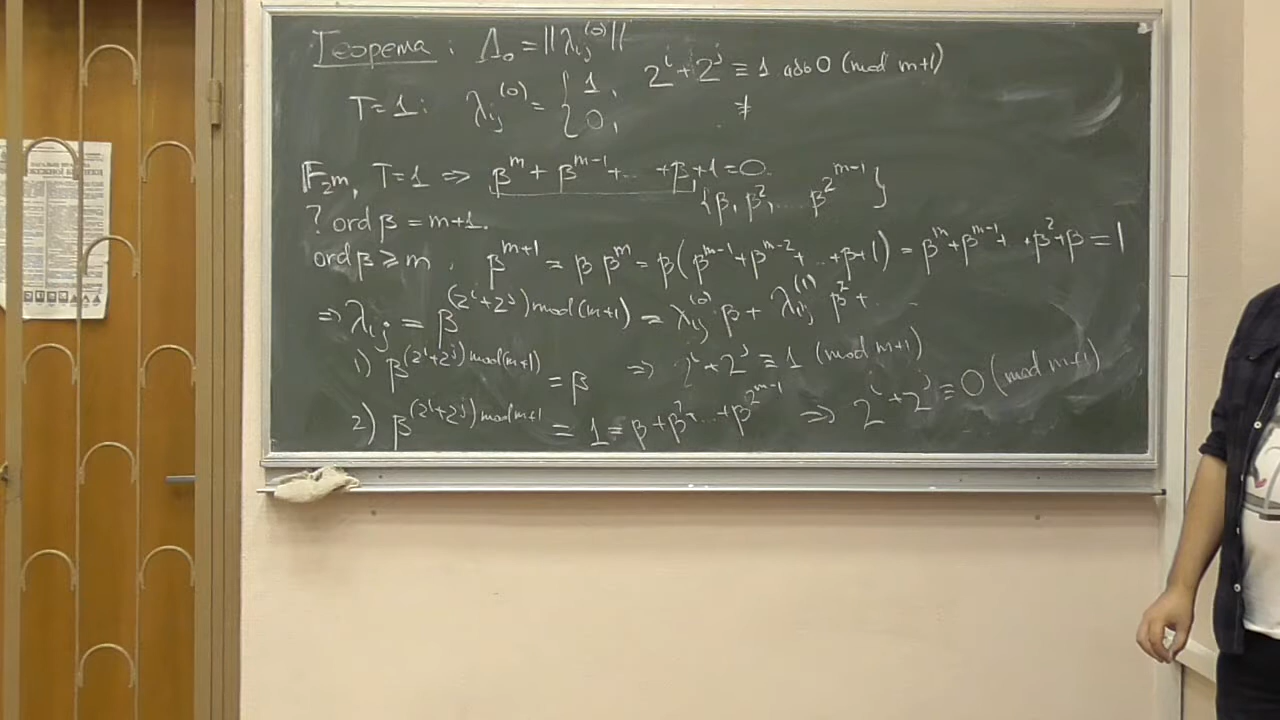 Теорема: Λ₀ = ||λᵢⱼ⁽⁰⁾||
T=1: λᵢⱼ⁽⁰⁾ = { 1, 2ⁱ+2ʲ ≡ 1 або 0 (mod m+1)
0, ≢
F₂ᵐ, T=1 ⇒ βᵐ + βᵐ⁻¹ + … + β + 1 = 0.
{β, β², … β^(2^(m-1))}
? ord β = m+1.
ord β ≥ m. βᵐ⁺¹ = β βᵐ = β(βᵐ⁻¹ + βᵐ⁻² + … + β + 1) = βᵐ + βᵐ⁻¹ + … + β² + β = 1
⇒ λᵢⱼ = β^((2ⁱ+2ʲ) mod (m+1)) = λᵢⱼ⁽⁰⁾ β + λᵢⱼ⁽¹⁾ β² + …
1) β^((2ⁱ+2ʲ) mod (m+1)) = β ⇒ 2ⁱ+2ʲ ≡ 1 (mod m+1)
2) β^((2ⁱ+2ʲ) mod m+1) = 1 = β + β² + … + β^(2^(m-1)) ⇒ 2ⁱ+2ʲ ≡ 0 (mod m+1)